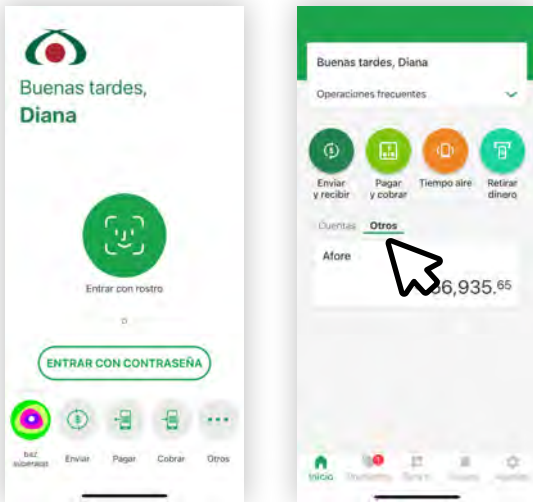 Buenas tardes,
Diana
Entrar con rostro
o
ENTRAR CON CONTRASEÑA
baz
superapp
Enviar
Pagar
Cobrar
Otros
Buenas tardes, Diana
Operaciones frecuentes
Enviar
y recibir
Pagar
y cobrar
Tiempo aire
Retirar
dinero
Cuentas
Otros
Afore
6,935.65
Inicio